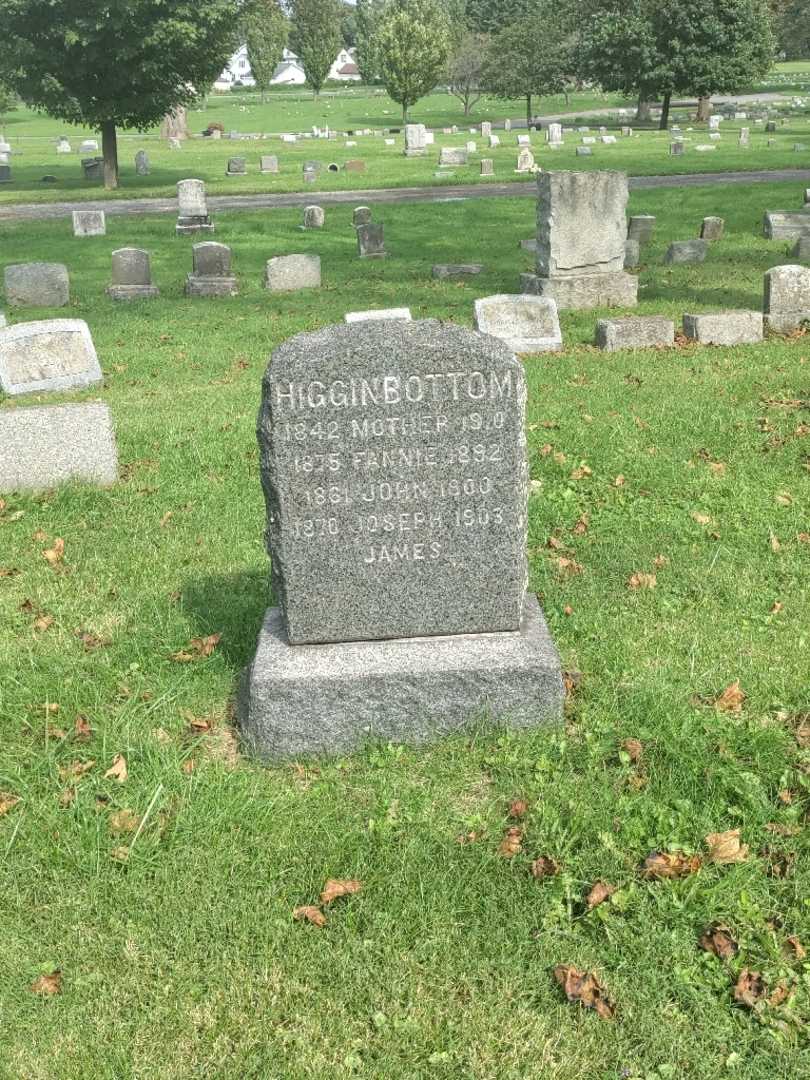 HIGGINBOTTOM
1842 MOTHER 1910
1875 FANNIE 1892
1861 JOHN 1900
1870 JOSEPH 1903
JAMES